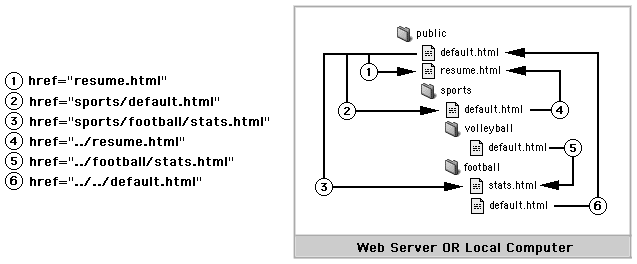 ① href="resume.html"
② href="sports/default.html"
③ href="sports/football/stats.html"
④ href="../resume.html"
⑤ href="../football/stats.html"
⑥ href="../../default.html"
public
default.html
① resume.html
sports
② default.html ④
volleyball
default.html ⑤
football
③ stats.html
default.html ⑥
Web Server OR Local Computer